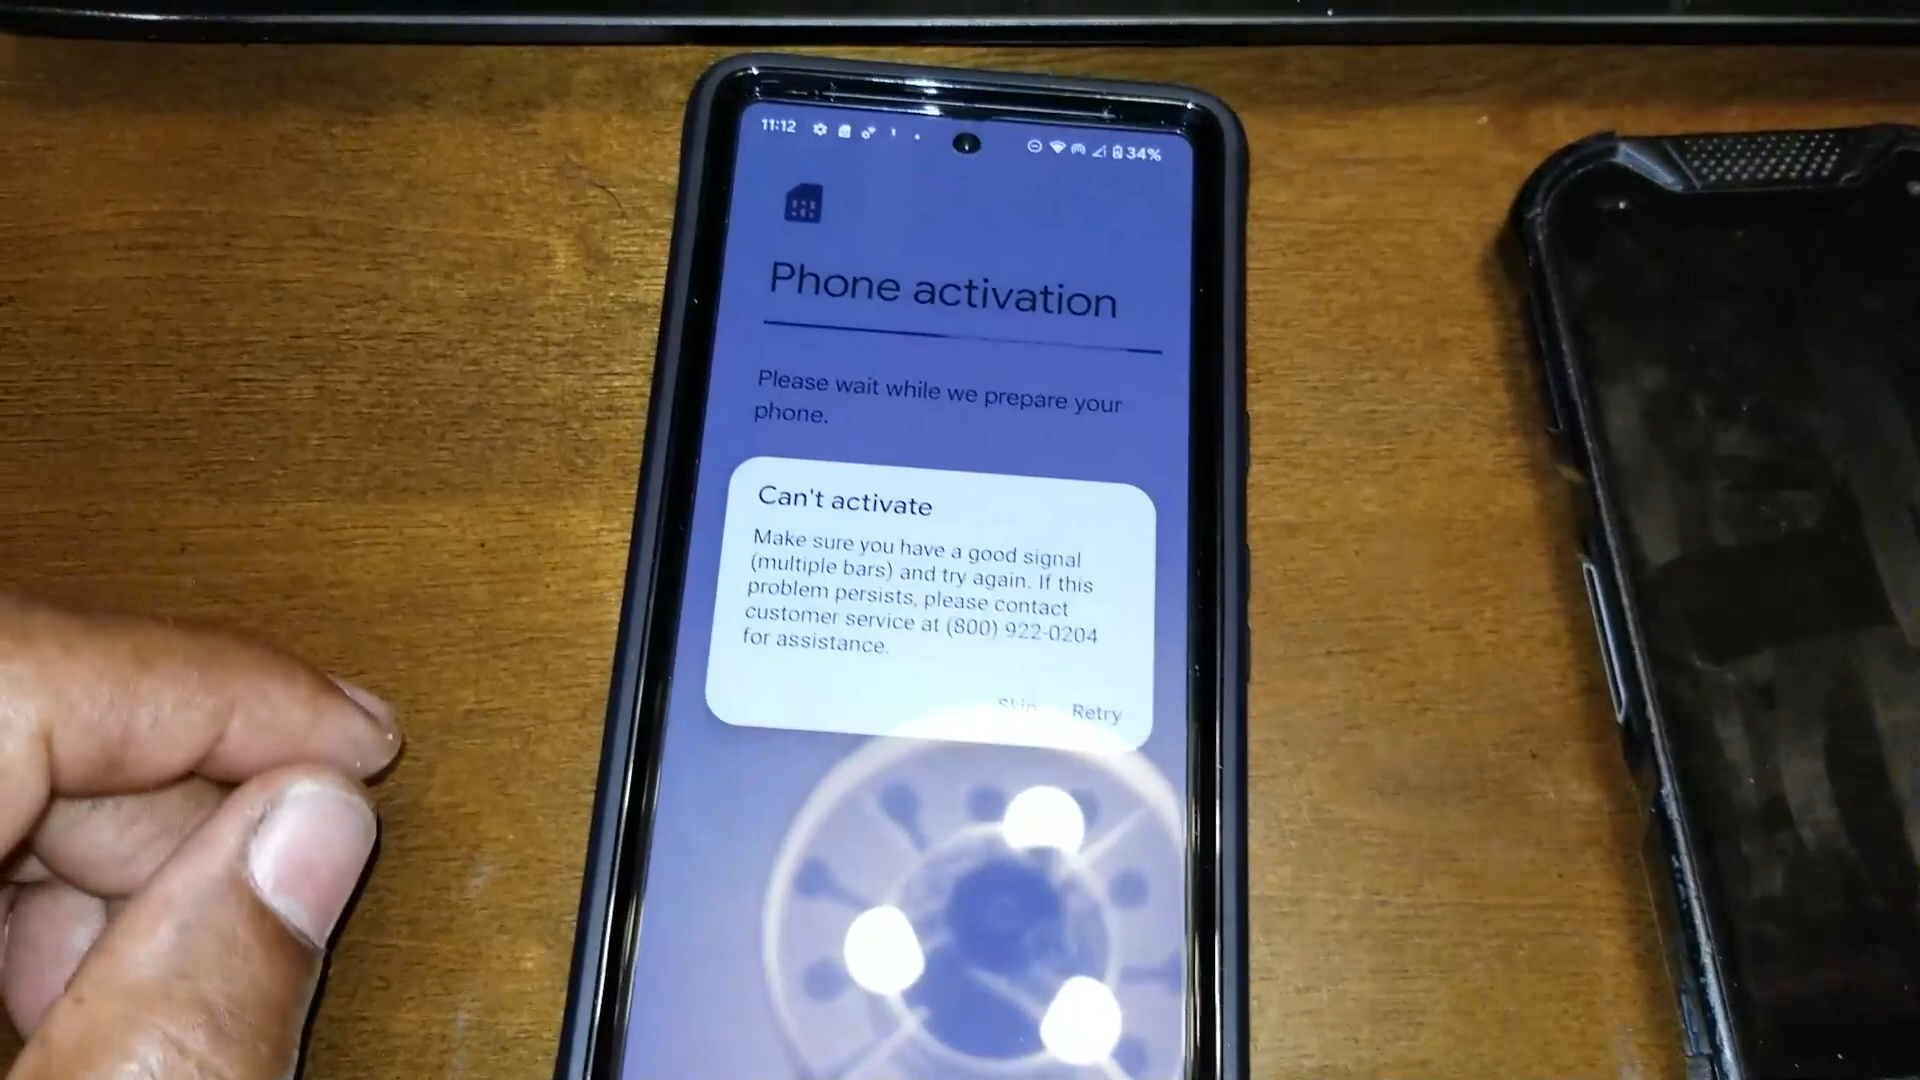 11:12
34%
Phone activation
Please wait while we prepare your
phone.
Can't activate
Make sure you have a good signal
(multiple bars) and try again. If this
problem persists, please contact
customer service at (800) 922-0204
for assistance.
Skip Retry